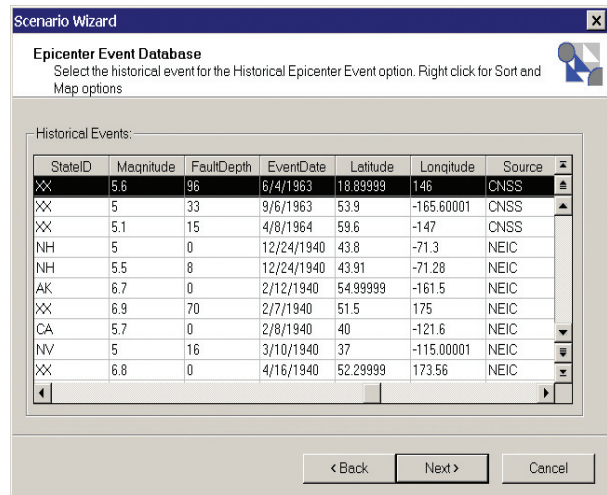 Scenario Wizard
Epicenter Event Database
Select the historical event for the Historical Epicenter Event option. Right click for Sort and
Map options
Historical Events:
StateID Magnitude FaultDepth EventDate Latitude Longitude Source
XX 5.6 96 6/4/1963 18.89999 146 CNSS
XX 5 33 9/6/1963 53.9 -165.60001 CNSS
XX 5.1 15 4/8/1964 59.6 -147 CNSS
NH 5 0 12/24/1940 43.8 -71.3 NEIC
NH 5.5 8 12/24/1940 43.91 -71.28 NEIC
AK 6.7 0 2/12/1940 54.99999 -161.5 NEIC
XX 6.9 70 2/7/1940 51.5 175 NEIC
CA 5.7 0 2/8/1940 40 -121.6 NEIC
NV 5 16 3/10/1940 37 -115.00001 NEIC
XX 6.8 0 4/16/1940 52.29999 173.56 NEIC
< Back Next > Cancel